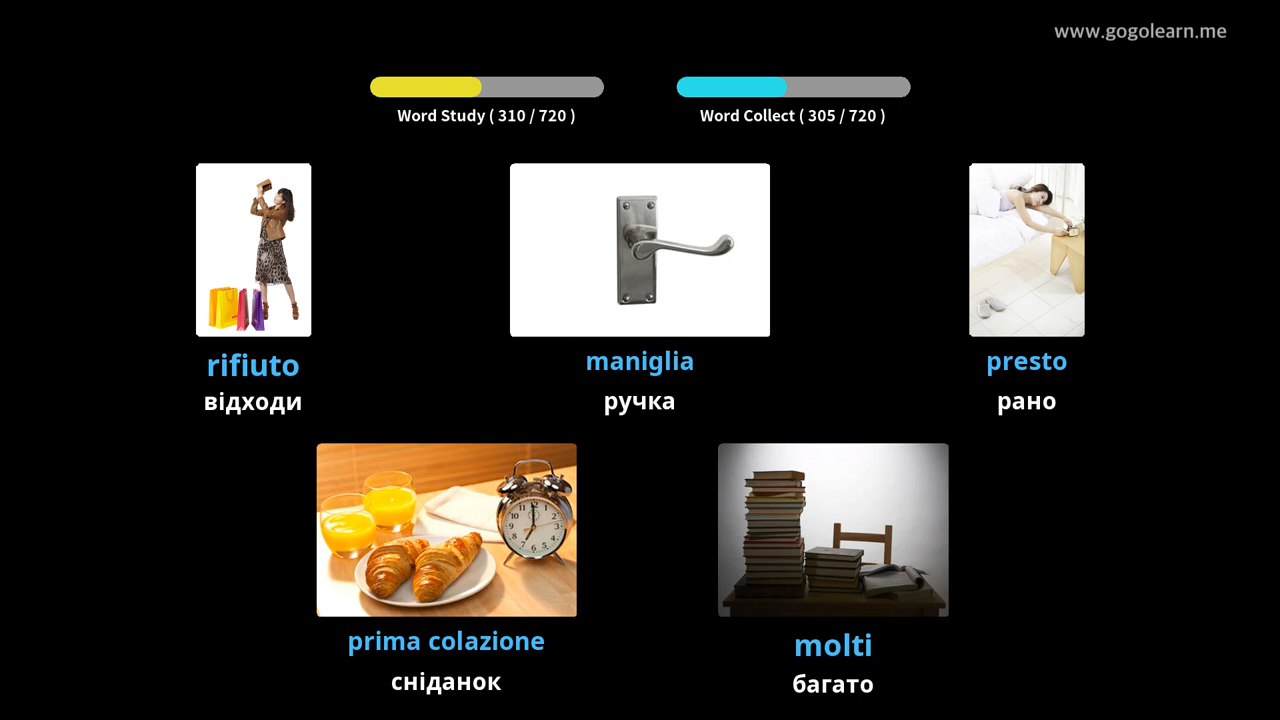 www.gogolearn.me
Word Study ( 310 / 720 )
Word Collect ( 305 / 720 )
rifiuto
відходи
maniglia
ручка
presto
рано
prima colazione
сніданок
molti
багато